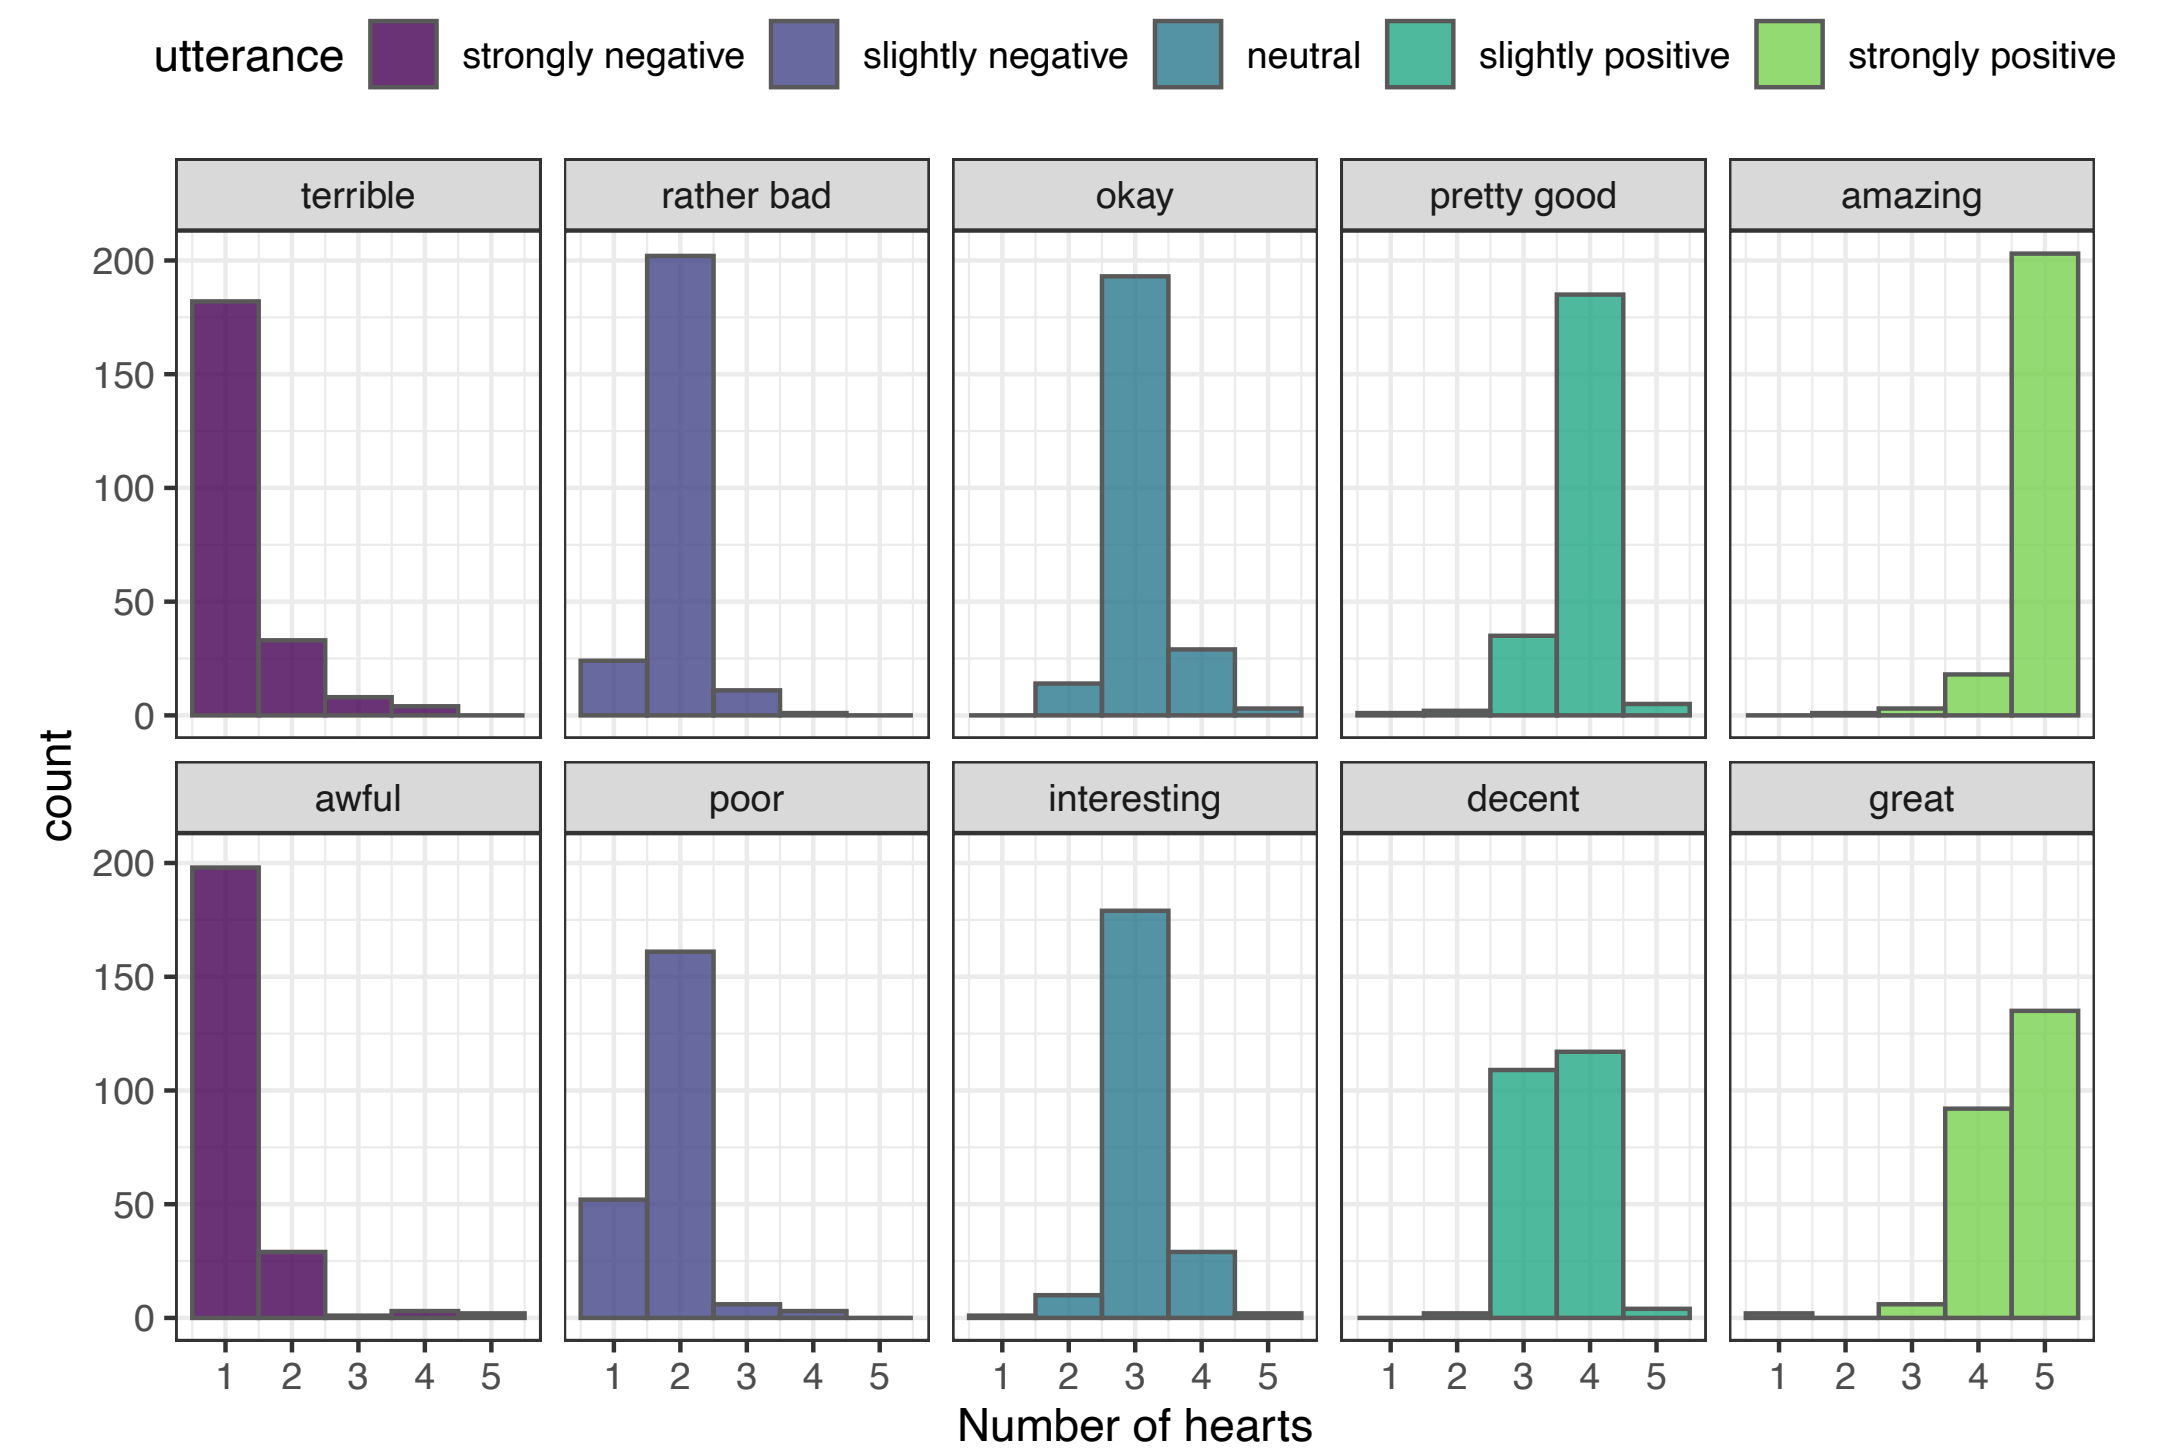 utterance strongly negative slightly negative neutral slightly positive strongly positive
terrible rather bad okay pretty good amazing
200
150
100
50
0
count
awful poor interesting decent great
200
150
100
50
0
1 2 3 4 5 1 2 3 4 5 1 2 3 4 5 1 2 3 4 5 1 2 3 4 5
Number of hearts